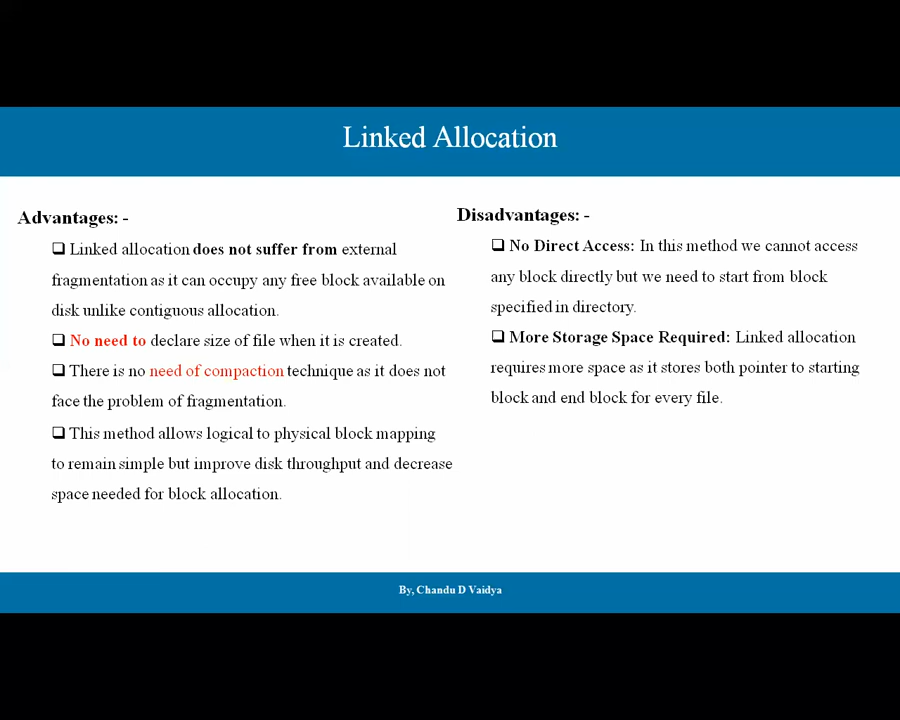 Linked Allocation
Advantages: -
❑ Linked allocation does not suffer from external
fragmentation as it can occupy any free block available on
disk unlike contiguous allocation.
❑ No need to declare size of file when it is created.
❑ There is no need of compaction technique as it does not
face the problem of fragmentation.
❑ This method allows logical to physical block mapping
to remain simple but improve disk throughput and decrease
space needed for block allocation.
Disadvantages: -
❑ No Direct Access: In this method we cannot access
any block directly but we need to start from block
specified in directory.
❑ More Storage Space Required: Linked allocation
requires more space as it stores both pointer to starting
block and end block for every file.
By, Chandu D Vaidya